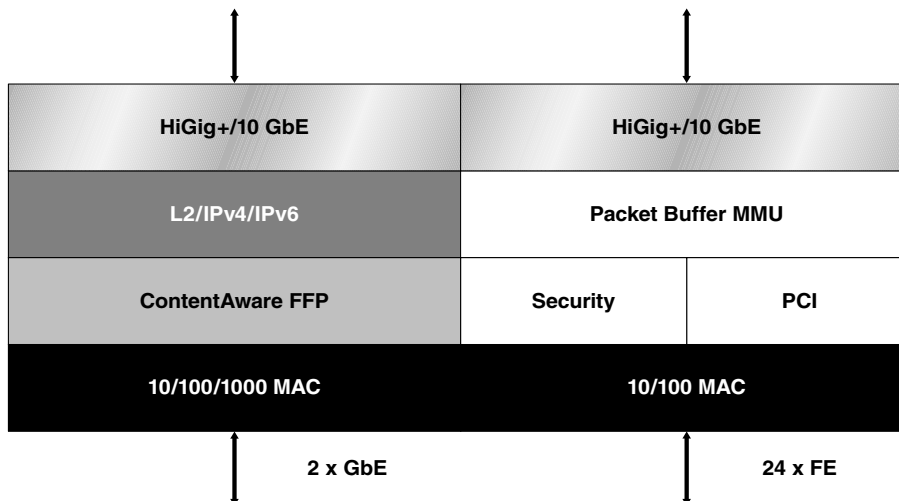 HiGig+/10 GbE
HiGig+/10 GbE
L2/IPv4/IPv6
Packet Buffer MMU
ContentAware FFP
Security
PCI
10/100/1000 MAC
10/100 MAC
2 x GbE
24 x FE